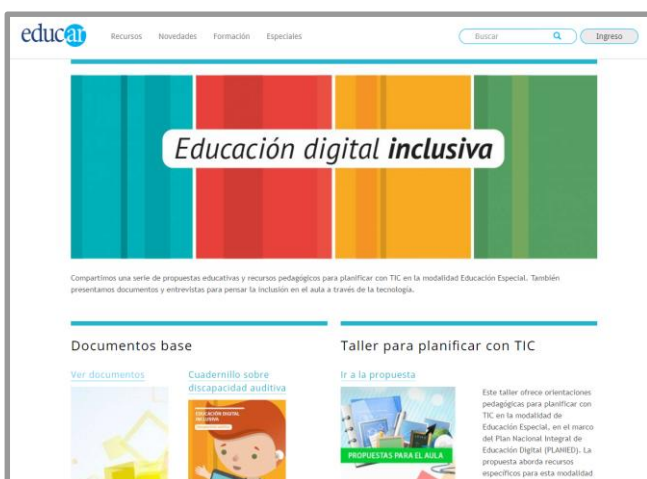 educar
Recursos Novedades Formación Especiales
Buscar
Ingreso
Educación digital inclusiva
Compartimos una serie de propuestas educativas y recursos pedagógicos para planificar con TIC en la modalidad Educación Especial. También
presentamos documentos y entrevistas para pensar la inclusión en el aula a través de la tecnología.
Documentos base
Ver documentos
Cuadernillo sobre
discapacidad auditiva
EDUCACIÓN DIGITAL
INCLUSIVA
Taller para planificar con TIC
Ir a la propuesta
PROPUESTAS PARA EL AULA
Este taller ofrece orientaciones
pedagógicas para planificar con
TIC en la modalidad de
Educación Especial, en el marco
del Plan Nacional Integral de
Educación Digital (PLANIED). La
propuesta aborda recursos
específicos para esta modalidad